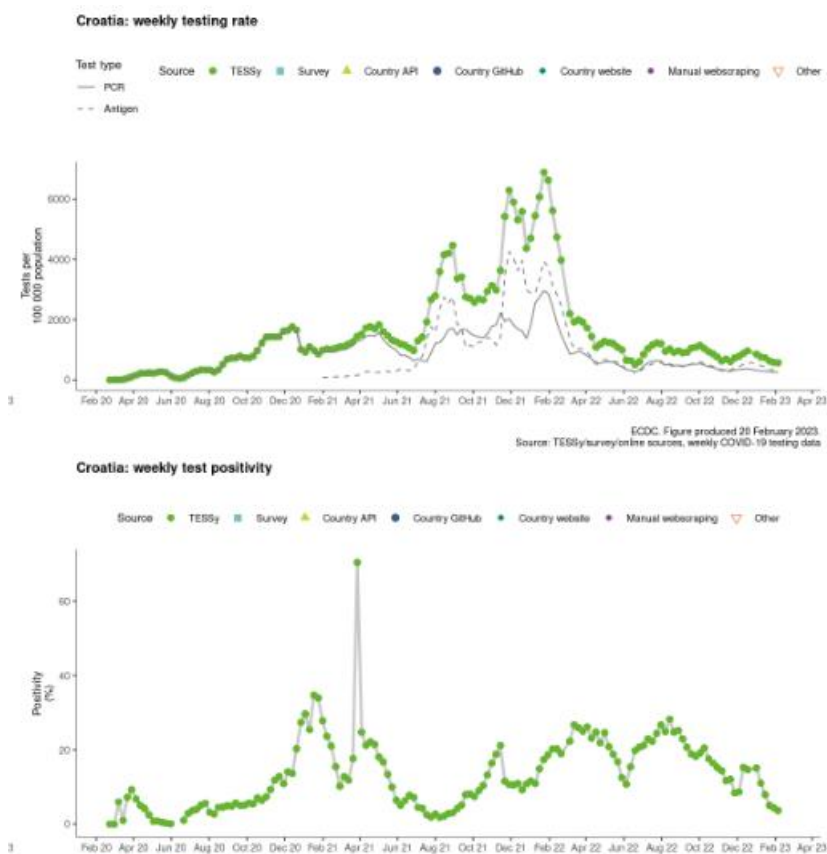 Croatia: weekly testing rate
Test type
PCR
Antigen
Source TESSy Survey Country API Country GitHub Country website Manual webscraping Other
Tests per
100 000 population
6000
4000
2000
0
Feb 20 Apr 20 Jun 20 Aug 20 Oct 20 Dec 20 Feb 21 Apr 21 Jun 21 Aug 21 Oct 21 Dec 21 Feb 22 Apr 22 Jun 22 Aug 22 Oct 22 Dec 22 Feb 23 Apr 23
3
ECDC. Figure produced 20 February 2023.
Source: TESSy/survey/online sources, weekly COVID-19 testing data
Croatia: weekly test positivity
Source TESSy Survey Country API Country GitHub Country website Manual webscraping Other
Positivity
(%)
60
40
20
0
Feb 20 Apr 20 Jun 20 Aug 20 Oct 20 Dec 20 Feb 21 Apr 21 Jun 21 Aug 21 Oct 21 Dec 21 Feb 22 Apr 22 Jun 22 Aug 22 Oct 22 Dec 22 Feb 23 Apr 23
3